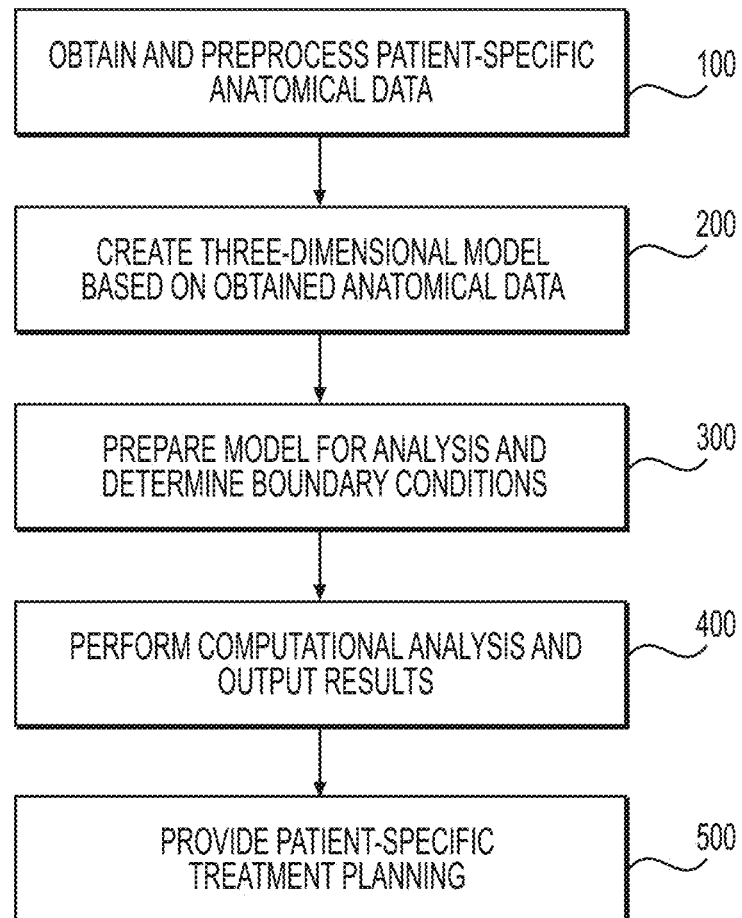 OBTAIN AND PREPROCESS PATIENT-SPECIFIC
ANATOMICAL DATA
100
CREATE THREE-DIMENSIONAL MODEL
BASED ON OBTAINED ANATOMICAL DATA
200
PREPARE MODEL FOR ANALYSIS AND
DETERMINE BOUNDARY CONDITIONS
300
PERFORM COMPUTATIONAL ANALYSIS AND
OUTPUT RESULTS
400
PROVIDE PATIENT-SPECIFIC
TREATMENT PLANNING
500